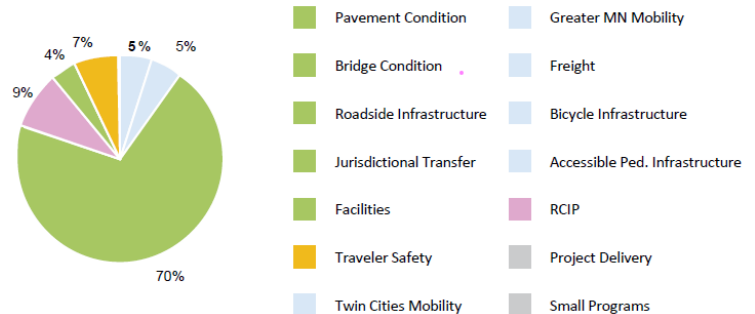 7%
5%
5%
4%
9%
70%
Pavement Condition
Bridge Condition
Roadside Infrastructure
Jurisdictional Transfer
Facilities
Traveler Safety
Twin Cities Mobility
Greater MN Mobility
Freight
Bicycle Infrastructure
Accessible Ped. Infrastructure
RCIP
Project Delivery
Small Programs